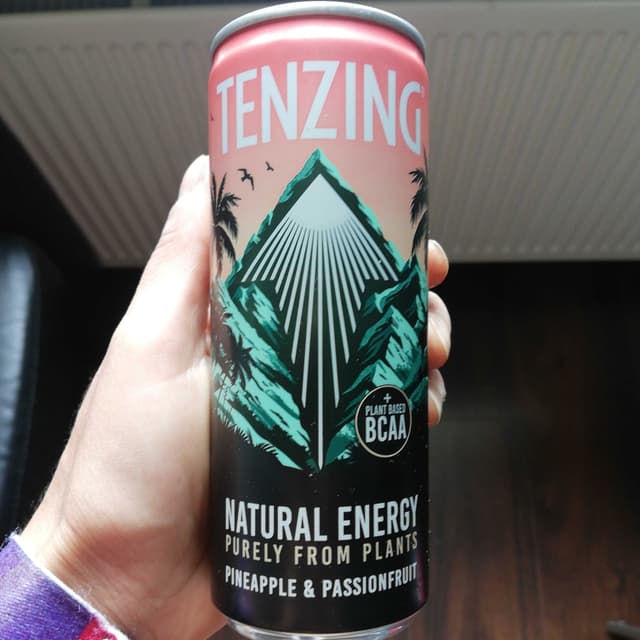 TENZING
+
PLANT BASED
BCAA
NATURAL ENERGY
PURELY FROM PLANTS
PINEAPPLE & PASSIONFRUIT